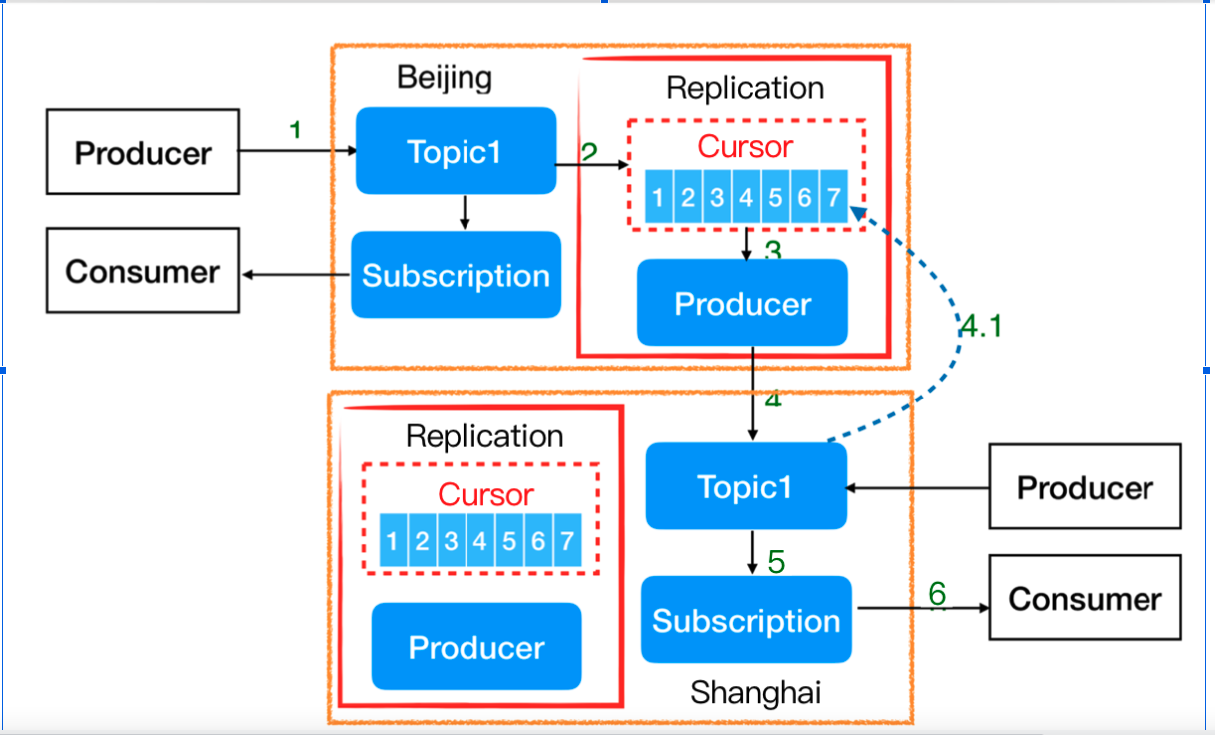 Beijing
Replication
Producer
1
Topic1
2
Cursor
1 2 3 4 5 6 7
Consumer
Subscription
3
Producer
4.1
4
Replication
Cursor
1 2 3 4 5 6 7
Producer
Topic1
Producer
5
Subscription
6
Consumer
Shanghai